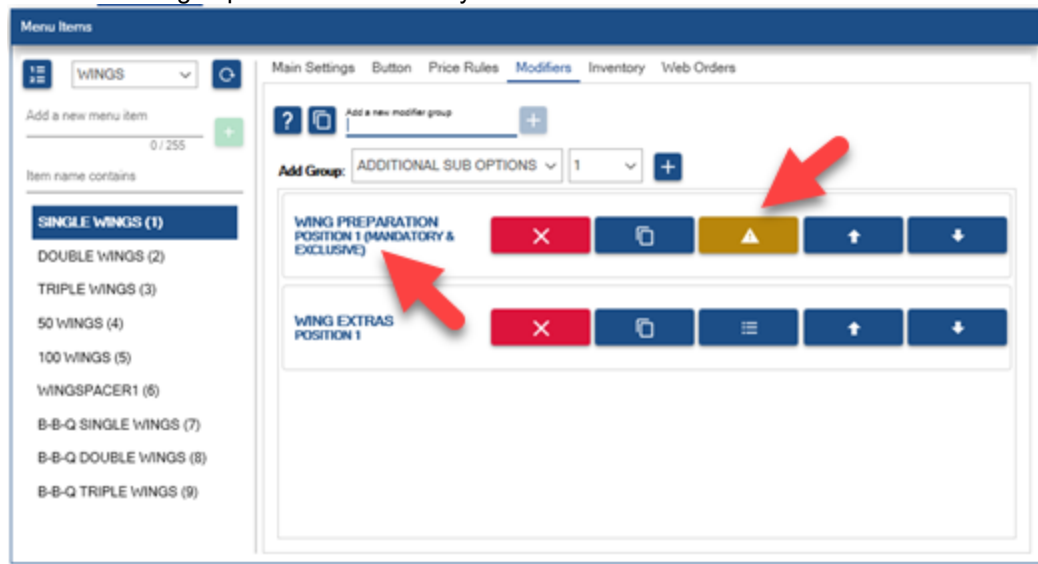 Menu Items
WINGS
Main Settings Button Price Rules Modifiers Inventory Web Orders
Add a new menu item
0 / 255
Item name contains
SINGLE WINGS (1)
DOUBLE WINGS (2)
TRIPLE WINGS (3)
50 WINGS (4)
100 WINGS (5)
WINGSPACER1 (6)
B-B-Q SINGLE WINGS (7)
B-B-Q DOUBLE WINGS (8)
B-B-Q TRIPLE WINGS (9)
Add a new modifier group
Add Group: ADDITIONAL SUB OPTIONS 1
WING PREPARATION
POSITION 1 (MANDATORY &
EXCLUSIVE)
WING EXTRAS
POSITION 1